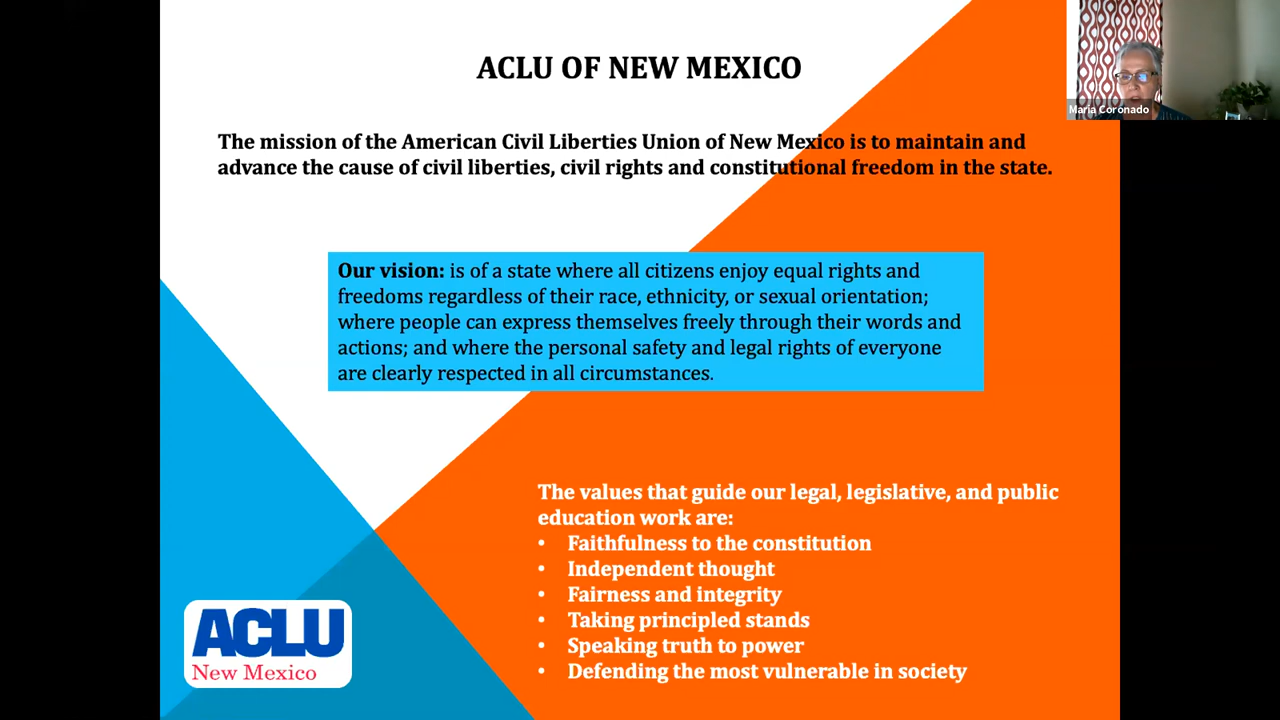 ACLU OF NEW MEXICO
Maria Coronado
The mission of the American Civil Liberties Union of New Mexico is to maintain and
advance the cause of civil liberties, civil rights and constitutional freedom in the state.
Our vision: is of a state where all citizens enjoy equal rights and
freedoms regardless of their race, ethnicity, or sexual orientation;
where people can express themselves freely through their words and
actions; and where the personal safety and legal rights of everyone
are clearly respected in all circumstances.
The values that guide our legal, legislative, and public
education work are:
• Faithfulness to the constitution
• Independent thought
• Fairness and integrity
• Taking principled stands
• Speaking truth to power
• Defending the most vulnerable in society
ACLU
New Mexico